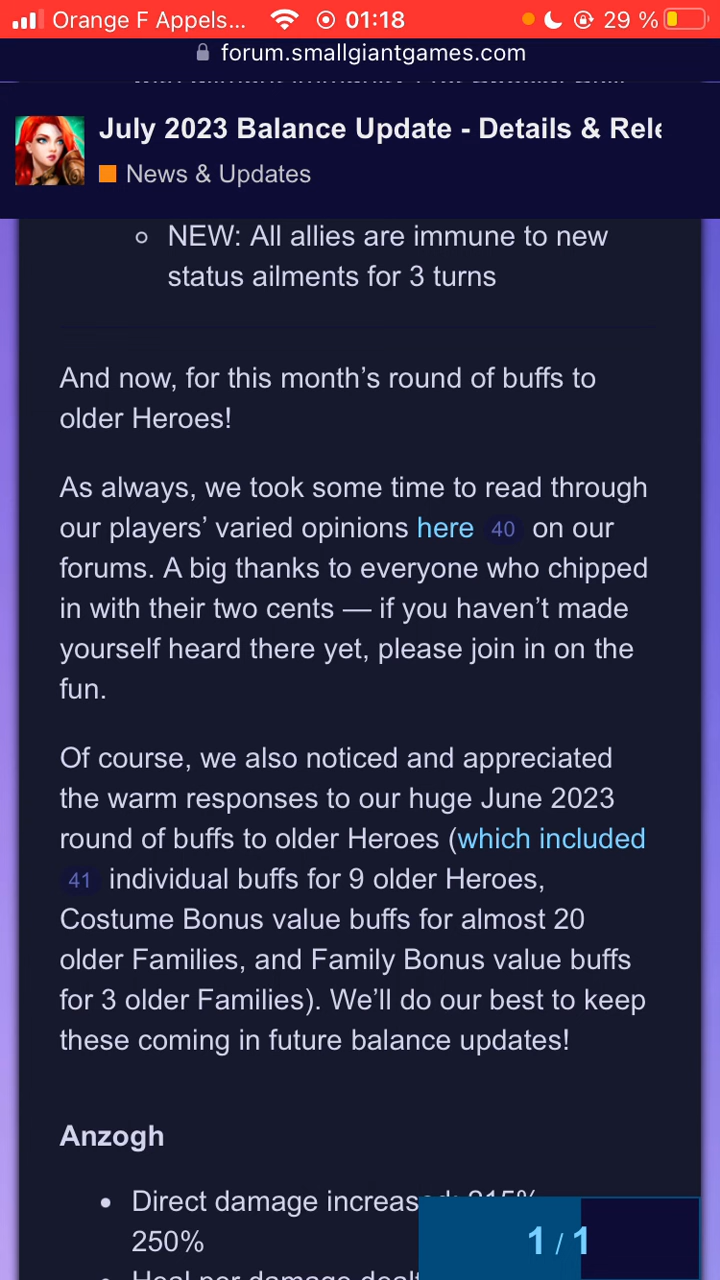 Orange F Appels... 01:18 29 %
forum.smallgiantgames.com
July 2023 Balance Update - Details &
News & Updates
NEW: All allies are immune to new
status ailments for 3 turns
And now, for this month’s round of buffs to
older Heroes!
As always, we took some time to read through
our players’ varied opinions here 40 on our
forums. A big thanks to everyone who chipped
in with their two cents — if you haven’t made
yourself heard there yet, please join in on the
fun.
Of course, we also noticed and appreciated
the warm responses to our huge June 2023
round of buffs to older Heroes (which included
41 individual buffs for 9 older Heroes,
Costume Bonus value buffs for almost 20
older Families, and Family Bonus value buffs
for 3 older Families). We’ll do our best to keep
these coming in future balance updates!
Anzogh
• Direct damage
250%
1 / 1